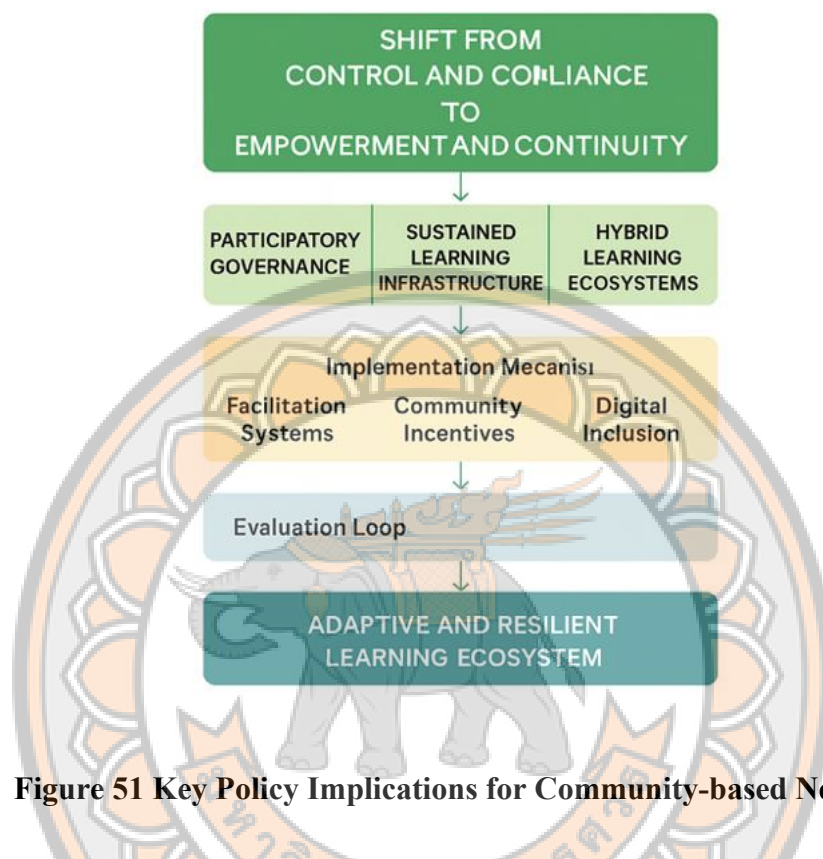 SHIFT FROM
CONTROL AND COMLIANCE
TO
EMPOWERMENT AND CONTINUITY
PARTICIPATORY
GOVERNANCE
SUSTAINED
LEARNING
INFRASTRUCTURE
HYBRID
LEARNING
ECOSYSTEMS
Implementation Mecanisı
Facilitation
Systems
Community
Incentives
Digital
Inclusion
Evaluation Loop
ADAPTIVE AND RESILIENT
LEARNING ECOSYSTEM
Figure 51 Key Policy Implications for Community-based